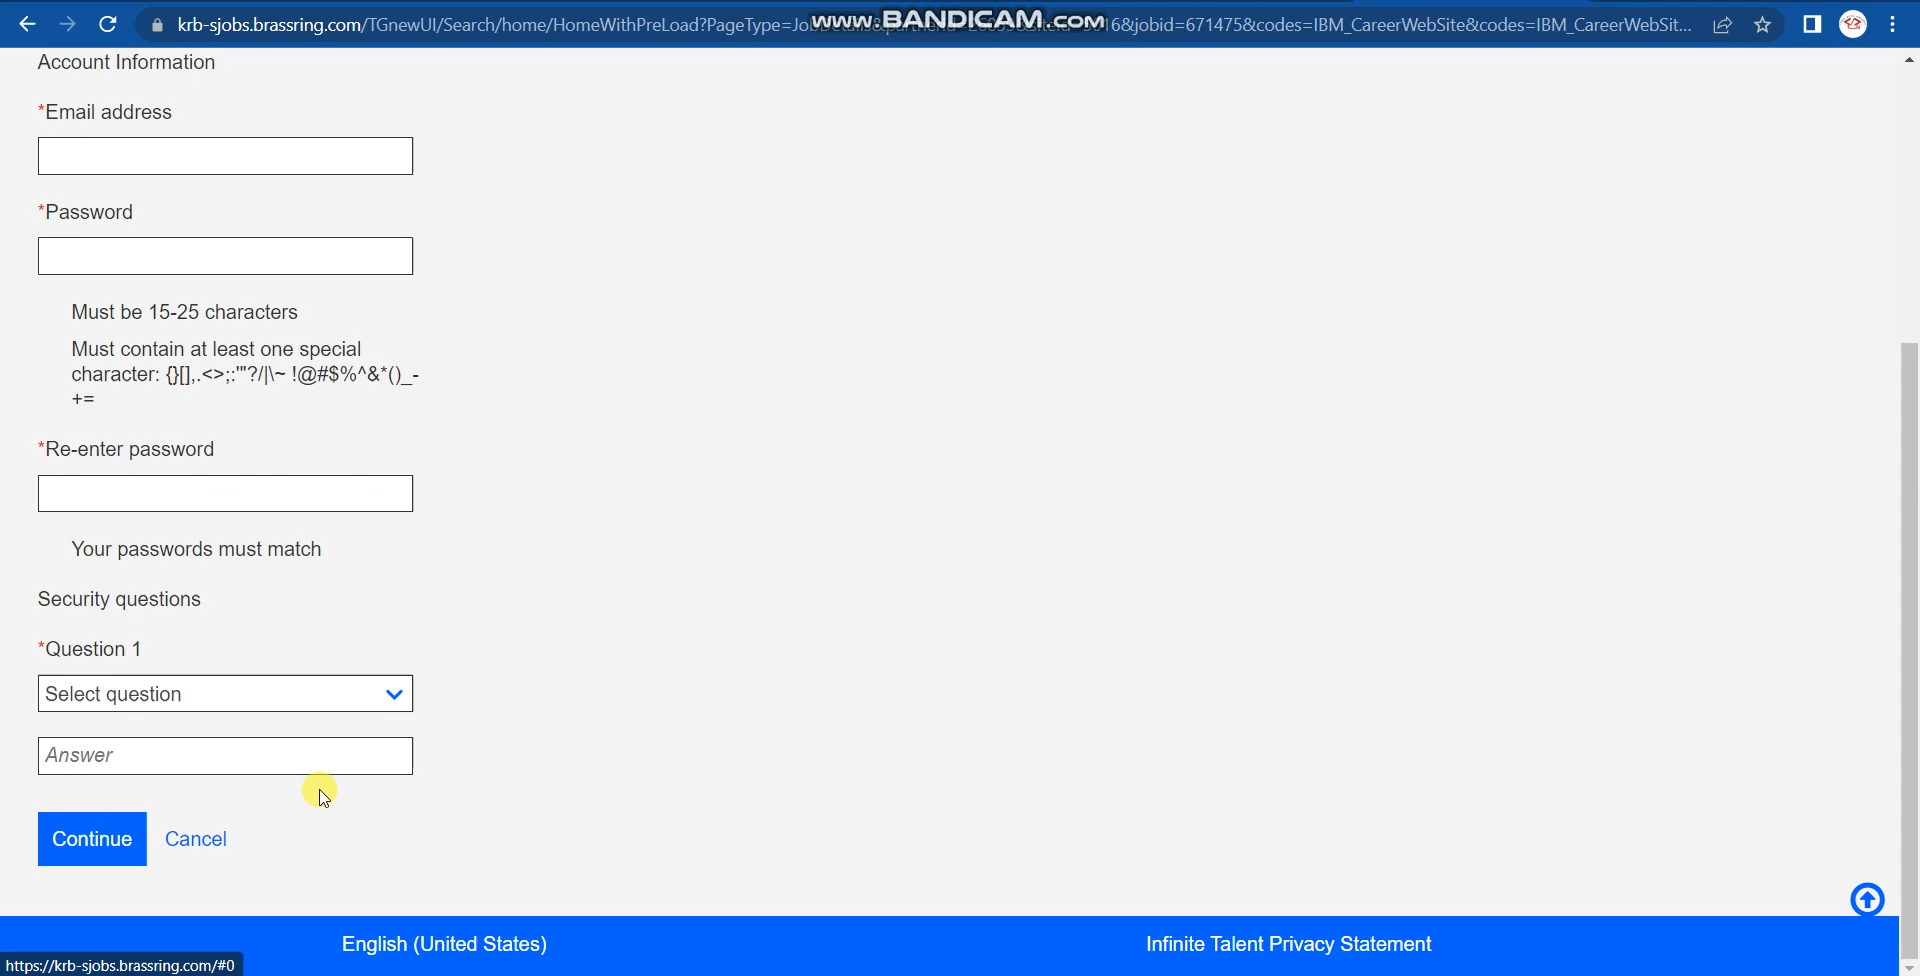 krb-sjobs.brassring.com/TGnewUI/Search/home/HomeWithPreLoad?PageType=
www.BANDICAM.com
16&jobid=671475&codes=IBM_CareerWebSite&codes=IBM_CareerWebSit...
Account Information
*Email address
*Password
Must be 15-25 characters
Must contain at least one special
character: {}[],.<>;:'"?/|\~ !@#$%^&*()_-
+=
*Re-enter password
Your passwords must match
Security questions
*Question 1
Select question
Answer
Continue Cancel
English (United States) Infinite Talent Privacy Statement
https://krb-sjobs.brassring.com/#0